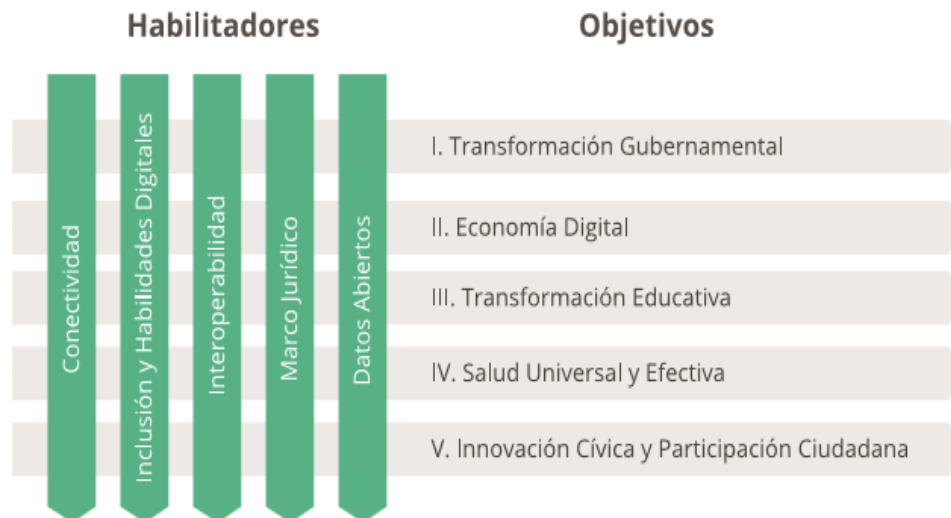 Habilitadores
Objetivos
Conectividad
Inclusión y Habilidades Digitales
Interoperabilidad
Marco Jurídico
Datos Abiertos
I. Transformación Gubernamental
II. Economía Digital
III. Transformación Educativa
IV. Salud Universal y Efectiva
V. Innovación Cívica y Participación Ciudadana